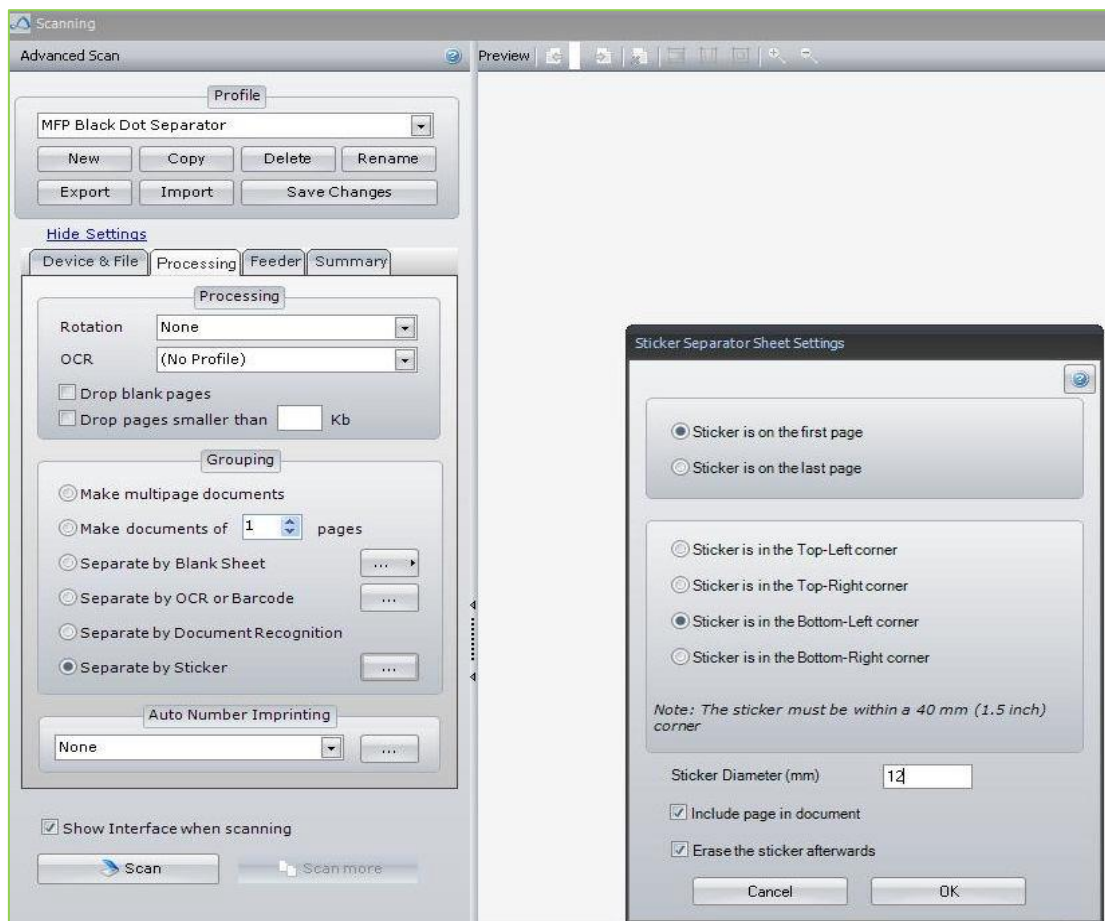 Scanning
Advanced Scan
Profile
MFP Black Dot Separator
New Copy Delete Rename
Export Import Save Changes
Hide Settings
Device & File Processing Feeder Summary
Processing
Rotation None
OCR (No Profile)
Drop blank pages
Drop pages smaller than Kb
Grouping
Make multipage documents
Make documents of 1 pages
Separate by Blank Sheet ...
Separate by OCR or Barcode ...
Separate by Document Recognition
Separate by Sticker ...
Auto Number Imprinting
None ...
Show Interface when scanning
Scan Scan more
Preview
Sticker Separator Sheet Settings
Sticker is on the first page
Sticker is on the last page
Sticker is in the Top-Left corner
Sticker is in the Top-Right corner
Sticker is in the Bottom-Left corner
Sticker is in the Bottom-Right corner
Note: The sticker must be within a 40 mm (1.5 inch)
corner
Sticker Diameter (mm) 12
Include page in document
Erase the sticker afterwards
Cancel OK